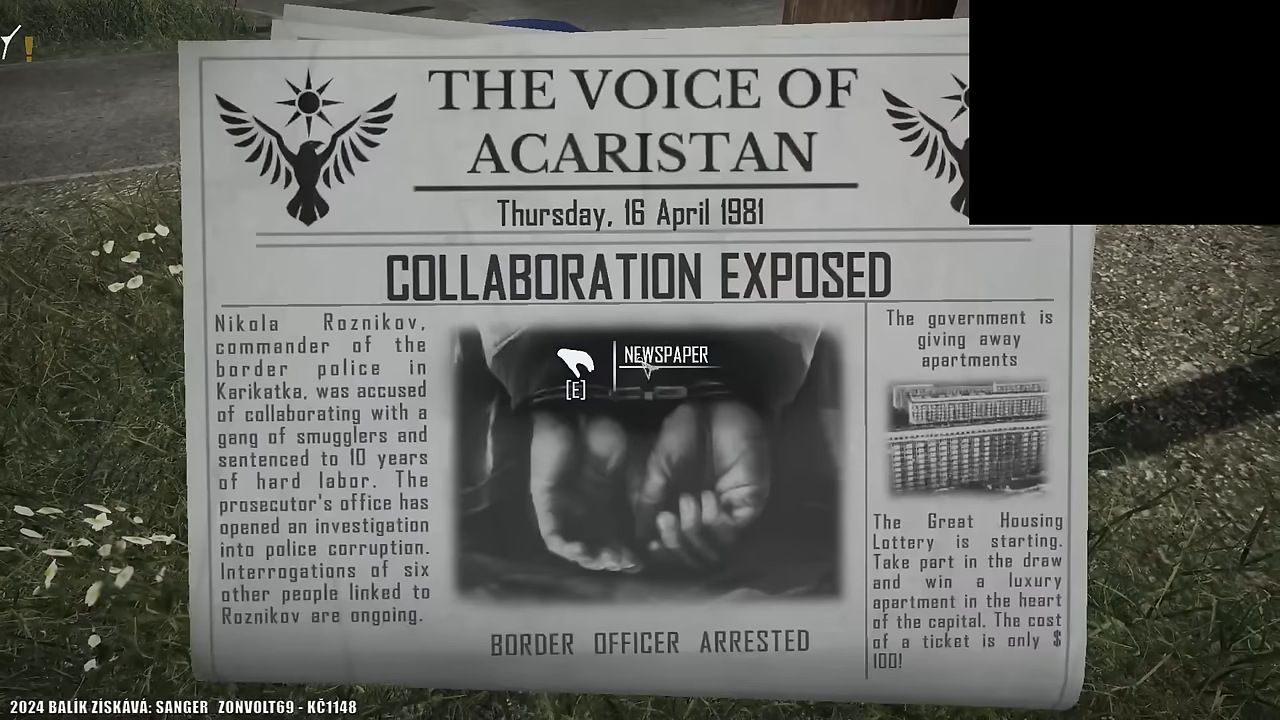 THE VOICE OF
ACARISTAN
Thursday, 16 April 1981
COLLABORATION EXPOSED
Nikola Roznikov,
commander of the
border police in
Karikatka, was accused
of collaborating with a
gang of smugglers and
sentenced to 10 years
of hard labor. The
prosecutor's office has
opened an investigation
into police corruption.
Interrogations of six
other people linked to
Roznikov are ongoing.
NEWSPAPER
[E]
BORDER OFFICER ARRESTED
The government is
giving away
apartments
The Great Housing
Lottery is starting.
Take part in the draw
and win a luxury
apartment in the heart
of the capital. The cost
of a ticket is only $
100!
2024 BALÍK ZÍSKÁVÁ: SANGER_ZONVOLT69 - KČ1148